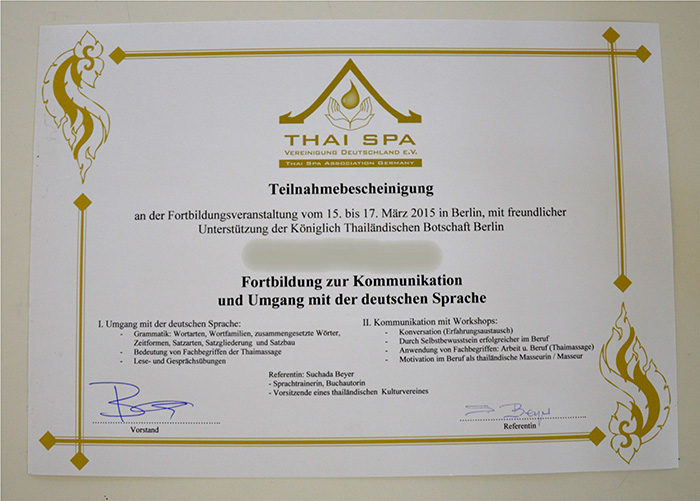 THAI SPA
VEREINIGUNG DEUTSCHLAND E.V.
THAI SPA ASSOCIATION GERMANY
Teilnahmebescheinigung
an der Fortbildungsveranstaltung vom 15. bis 17. März 2015 in Berlin, mit freundlicher
Unterstützung der Königlich Thailändischen Botschaft Berlin
Fortbildung zur Kommunikation
und Umgang mit der deutschen Sprache
I. Umgang mit der deutschen Sprache:
- Grammatik: Wortarten, Wortfamilien, zusammengesetzte Wörter,
Zeitformen, Satzarten, Satzgliederung und Satzbau
- Bedeutung von Fachbegriffen der Thaimassage
- Lese- und Gesprächsübungen
II. Kommunikation mit Workshops:
- Konversation (Erfahrungsaustausch)
- Durch Selbstbewusstsein erfolgreicher im Beruf
- Anwendung von Fachbegriffen: Arbeit u. Beruf (Thaimassage)
- Motivation im Beruf als thailändische Masseurin / Masseur
Referentin: Suchada Beyer
- Sprachtrainerin, Buchautorin
- Vorsitzende eines thailändischen Kulturvereines
Vorstand
Beyer
Referentin